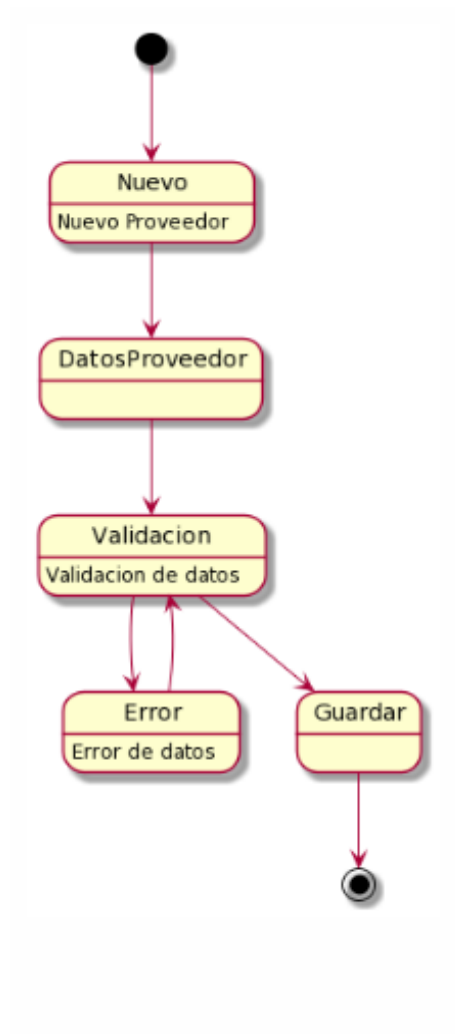 Nuevo
Nuevo Proveedor
DatosProveedor
Validacion
Validacion de datos
Error
Error de datos
Guardar